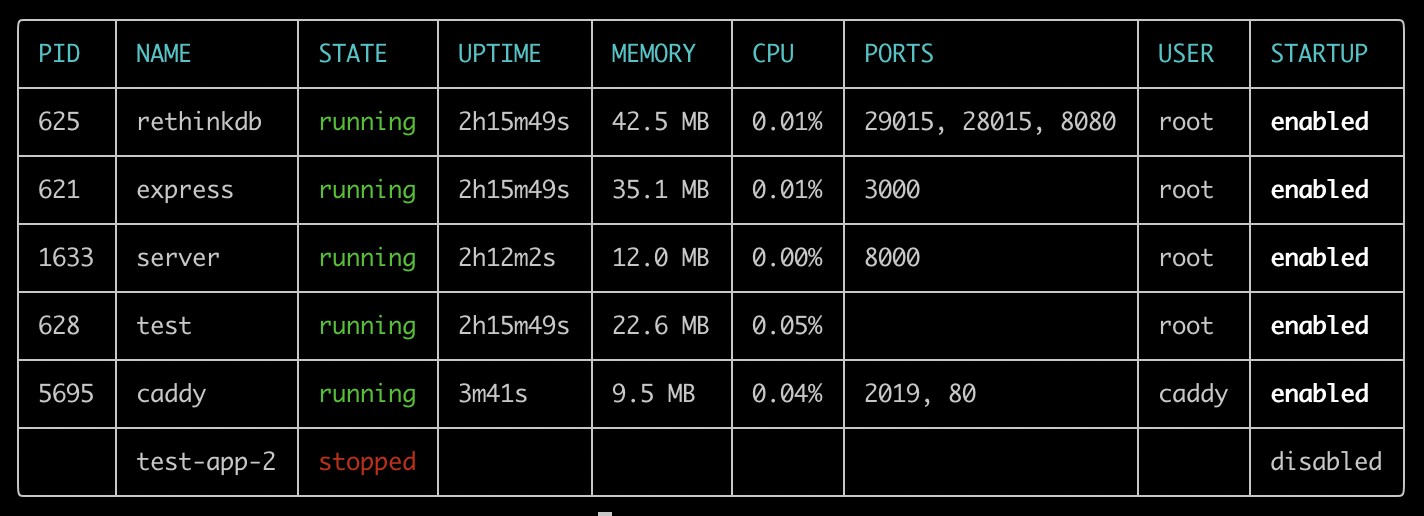 PID NAME STATE UPTIME MEMORY CPU PORTS USER STARTUP
625 rethinkdb running 2h15m49s 42.5 MB 0.01% 29015, 28015, 8080 root enabled
621 express running 2h15m49s 35.1 MB 0.01% 3000 root enabled
1633 server running 2h12m2s 12.0 MB 0.00% 8000 root enabled
628 test running 2h15m49s 22.6 MB 0.05% root enabled
5695 caddy running 3m41s 9.5 MB 0.04% 2019, 80 caddy enabled
test-app-2 stopped disabled